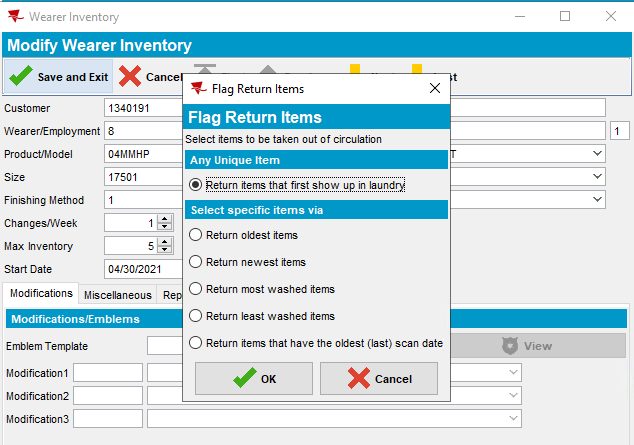 Wearer Inventory
Modify Wearer Inventory
Save and Exit
Cancel
Flag Return Items
Flag Return Items
Select items to be taken out of circulation
Any Unique Item
Return items that first show up in laundry
Select specific items via
Return oldest items
Return newest items
Return most washed items
Return least washed items
Return items that have the oldest (last) scan date
OK
Cancel
Customer 1340191
Wearer/Employment 8 1
Product/Model 04MMHP
Size 17501
Finishing Method 1
Changes/Week 1
Max Inventory 5
Start Date 04/30/2021
Modifications Miscellaneous Rep
Modifications/Emblems
Emblem Template View
Modification1
Modification2
Modification3